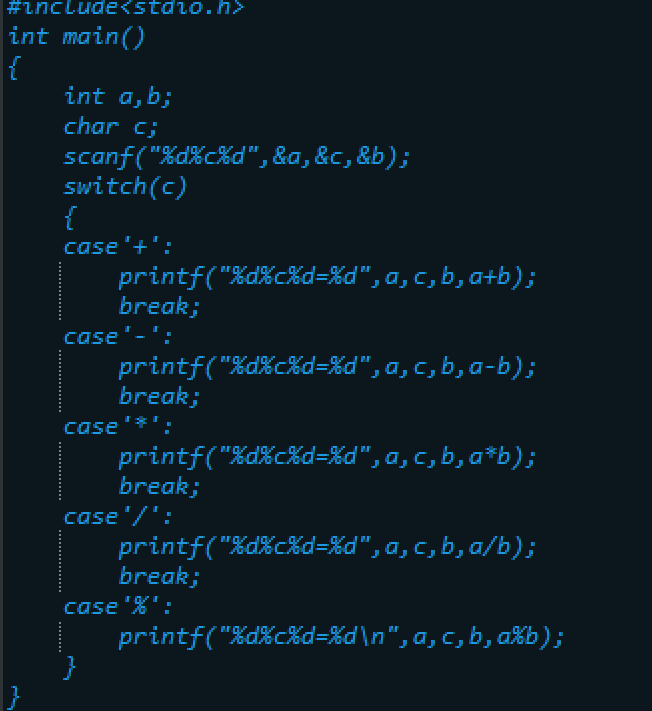 #include<stdio.h>
int main()
{
    int a,b;
    char c;
    scanf("%d%c%d",&a,&c,&b);
    switch(c)
    {
    case'+':
        printf("%d%c%d=%d",a,c,b,a+b);
        break;
    case'-':
        printf("%d%c%d=%d",a,c,b,a-b);
        break;
    case'*':
        printf("%d%c%d=%d",a,c,b,a*b);
        break;
    case'/':
        printf("%d%c%d=%d",a,c,b,a/b);
        break;
    case'%':
        printf("%d%c%d=%d\n",a,c,b,a%b);
    }
}